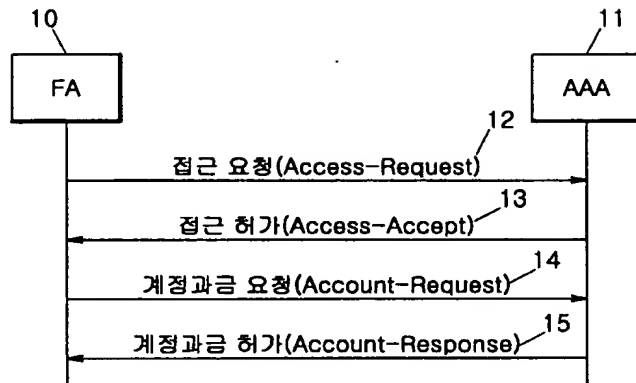 10
11
FA
AAA
12
접근 요청(Access-Request)
13
접근 허가(Access-Accept)
14
계정과금 요청(Account-Request)
15
계정과금 허가(Account-Response)